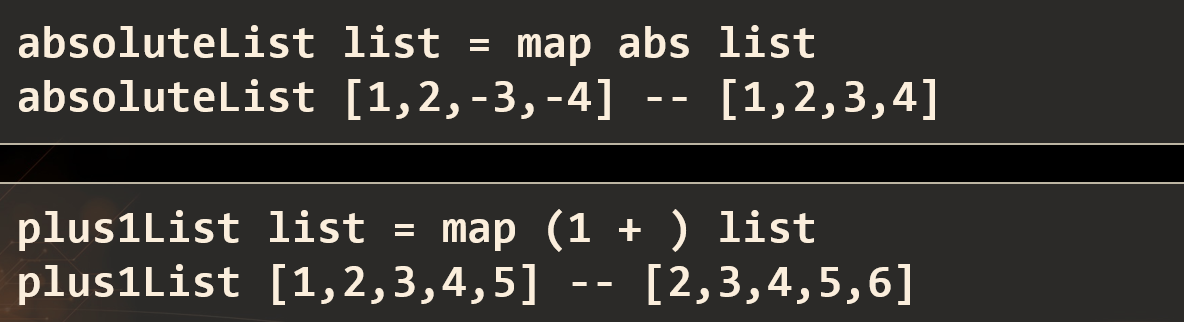 absoluteList list = map abs list
absoluteList [1,2,-3,-4] -- [1,2,3,4]
plus1List list = map (1 + ) list
plus1List [1,2,3,4,5] -- [2,3,4,5,6]